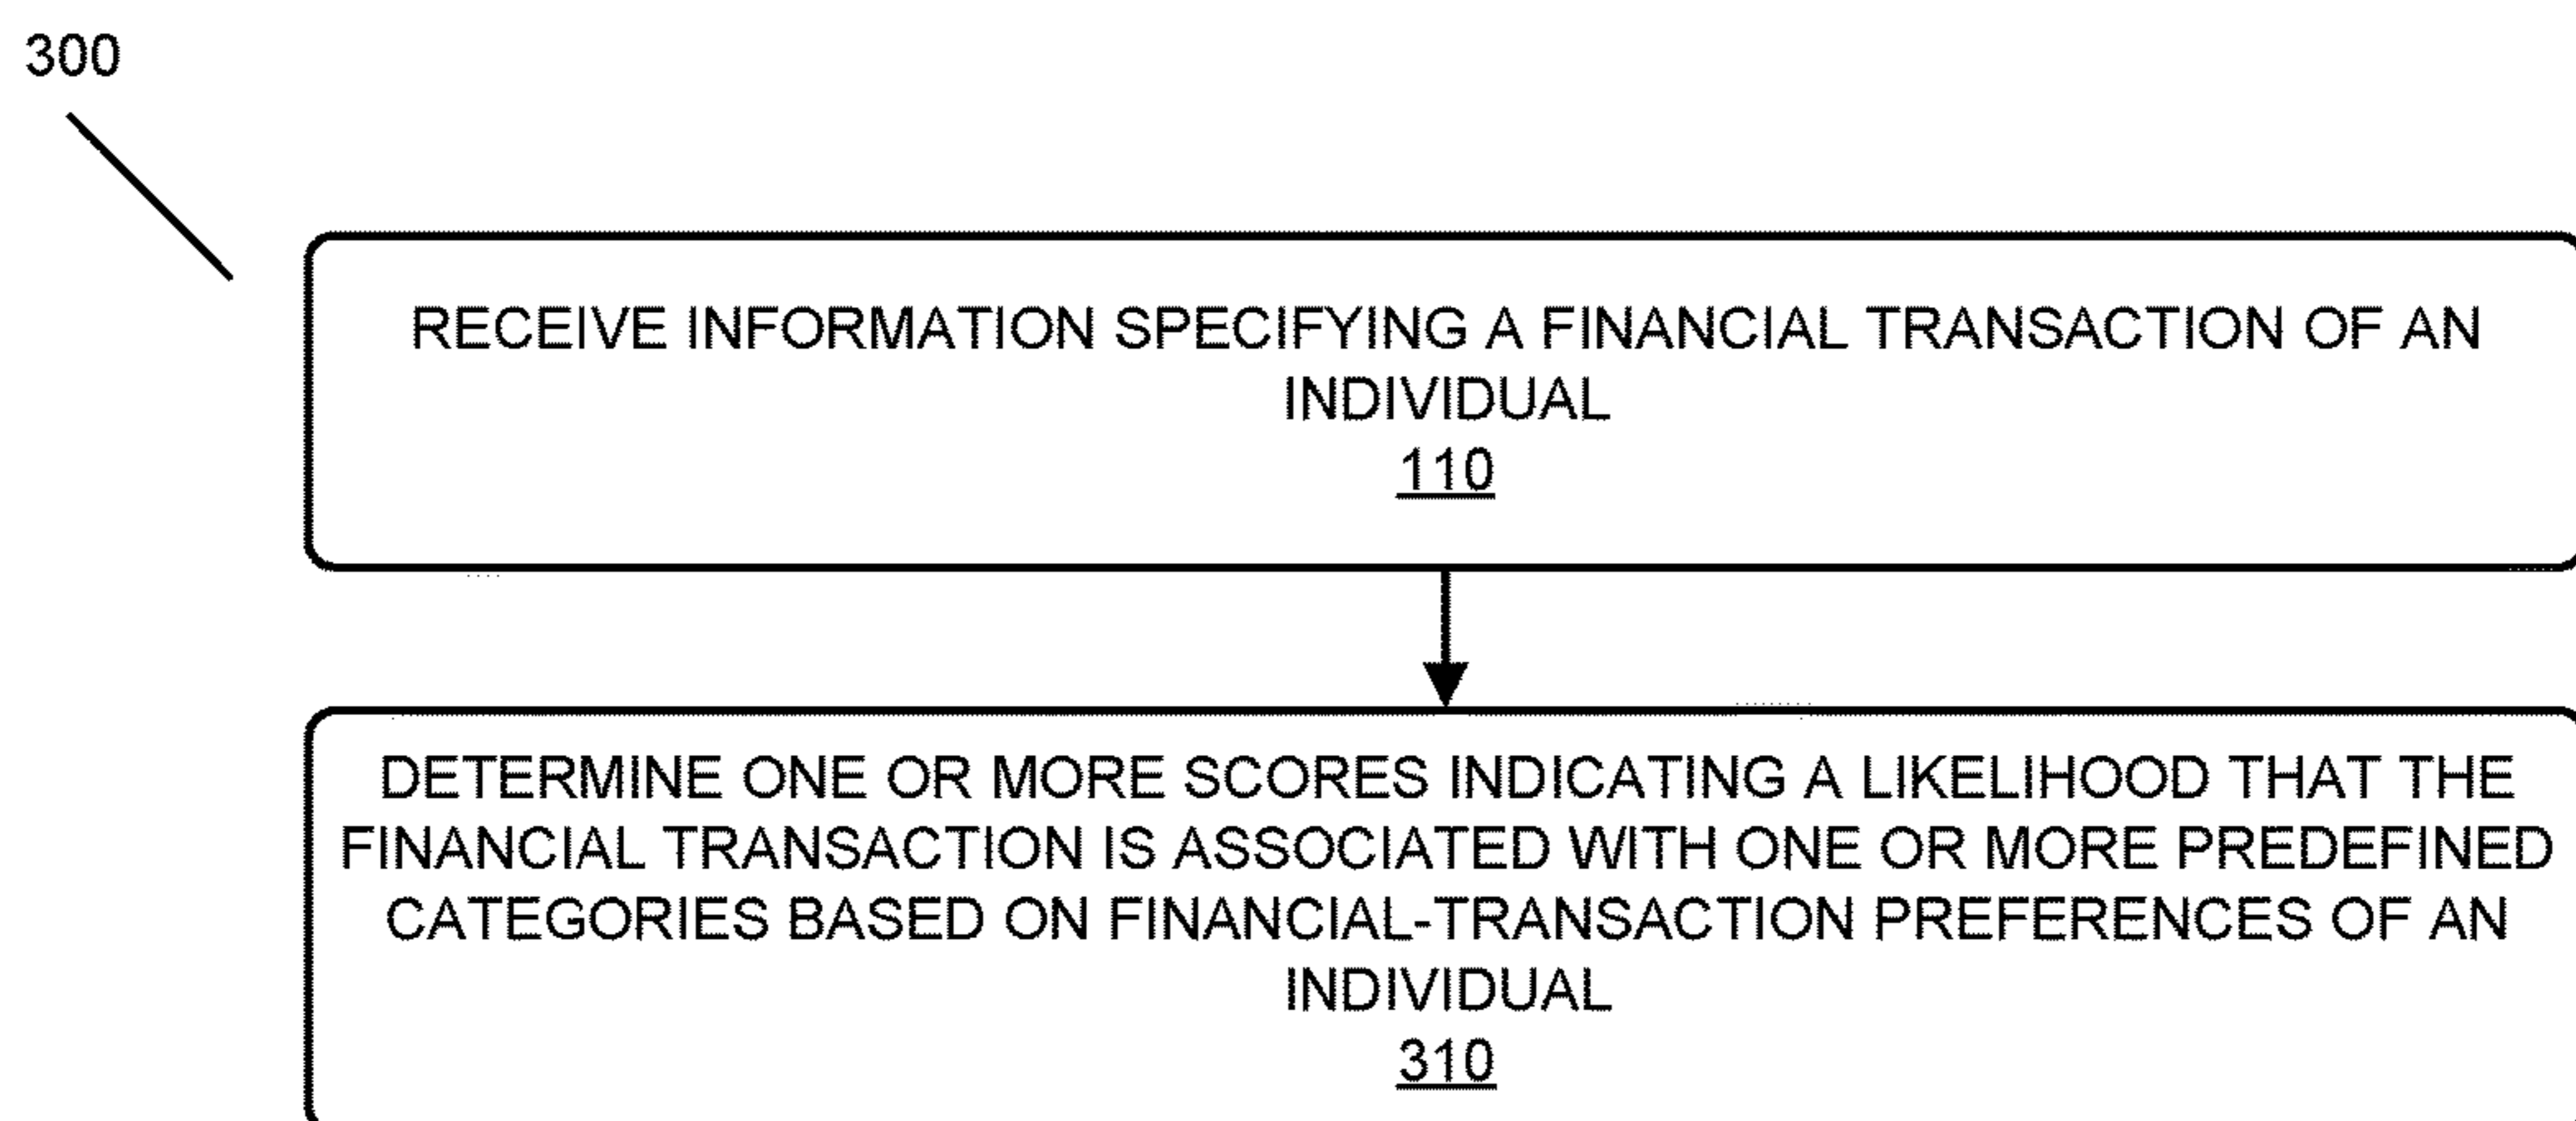 300
RECEIVE INFORMATION SPECIFYING A FINANCIAL TRANSACTION OF AN
INDIVIDUAL
110
DETERMINE ONE OR MORE SCORES INDICATING A LIKELIHOOD THAT THE
FINANCIAL TRANSACTION IS ASSOCIATED WITH ONE OR MORE PREDEFINED
CATEGORIES BASED ON FINANCIAL-TRANSACTION PREFERENCES OF AN
INDIVIDUAL
310